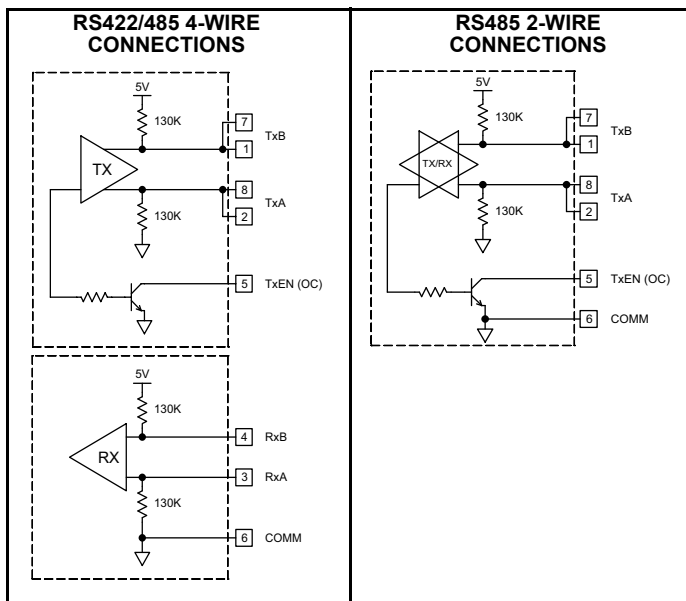 RS422/485 4-WIRE
CONNECTIONS
5V
130K
7
TxB
1
TX
8
TxA
130K
2
5
TxEN (OC)
5V
130K
4
RxB
RX
3
RxA
130K
6
COMM
RS485 2-WIRE
CONNECTIONS
5V
130K
7
TxB
1
TX/RX
8
TxA
130K
2
5
TxEN (OC)
6
COMM